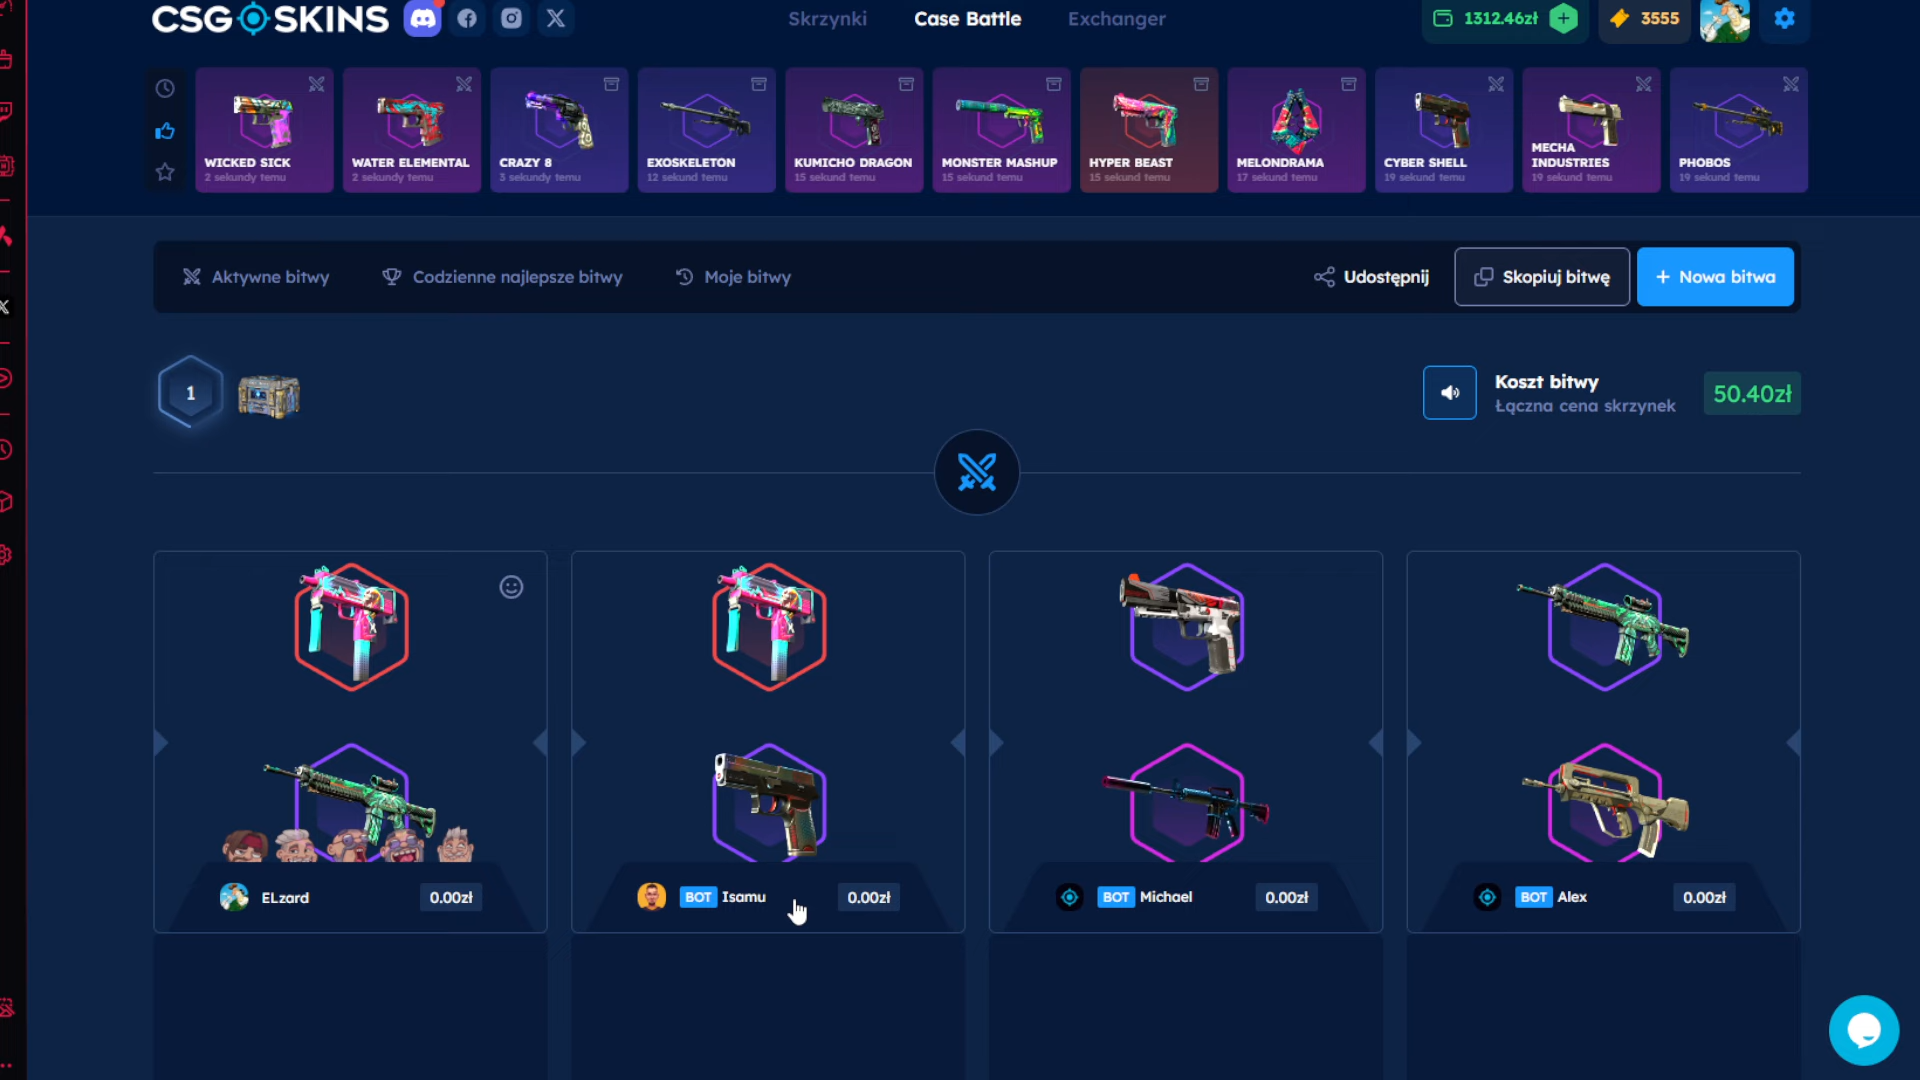 CSGOSKINS
Skrzynki
Case Battle
Exchanger
1312.46zł
3555
WICKED SICK
2 sekundy temu
WATER ELEMENTAL
2 sekundy temu
CRAZY 8
3 sekundy temu
EXOSKELETON
12 sekund temu
KUMICHO DRAGON
15 sekund temu
MONSTER MASHUP
15 sekund temu
HYPER BEAST
15 sekund temu
MELONDRAMA
17 sekund temu
CYBER SHELL
19 sekund temu
MECHA
INDUSTRIES
19 sekund temu
PHOBOS
19 sekund temu
Aktywne bitwy
Codzienne najlepsze bitwy
Moje bitwy
Udostępnij
Skopiuj bitwę
+ Nowa bitwa
1
Koszt bitwy
Łączna cena skrzynek
50.40zł
ELzard
0.00zł
BOT Isamu
0.00zł
BOT Michael
0.00zł
BOT Alex
0.00zł